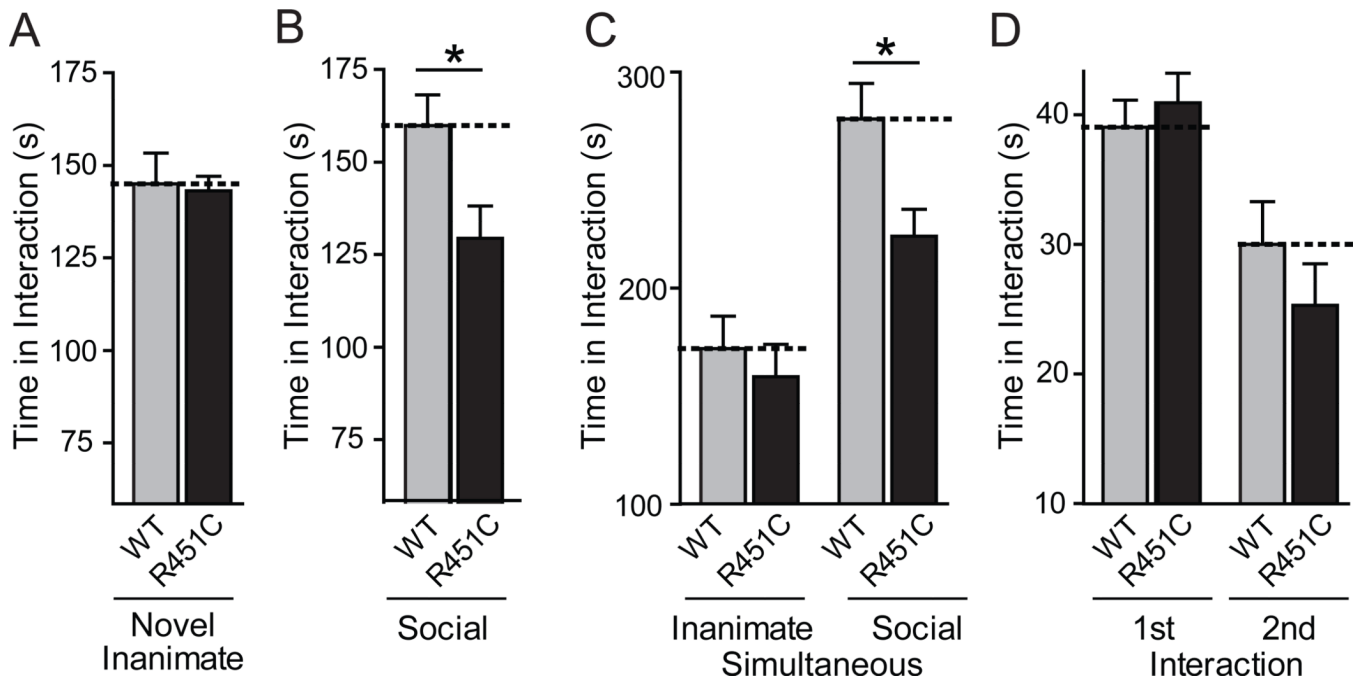 A
Time in Interaction (s)
175
150
125
100
75
WT
R451C
Novel
Inanimate
B
Time in Interaction (s)
175
150
125
100
75
*
WT
R451C
Social
C
Time in Interaction (s)
300
200
100
*
WT
R451C
WT
R451C
Inanimate Social
Simultaneous
D
Time in Interaction (s)
40
30
20
10
WT
R451C
WT
R451C
1st 2nd
Interaction